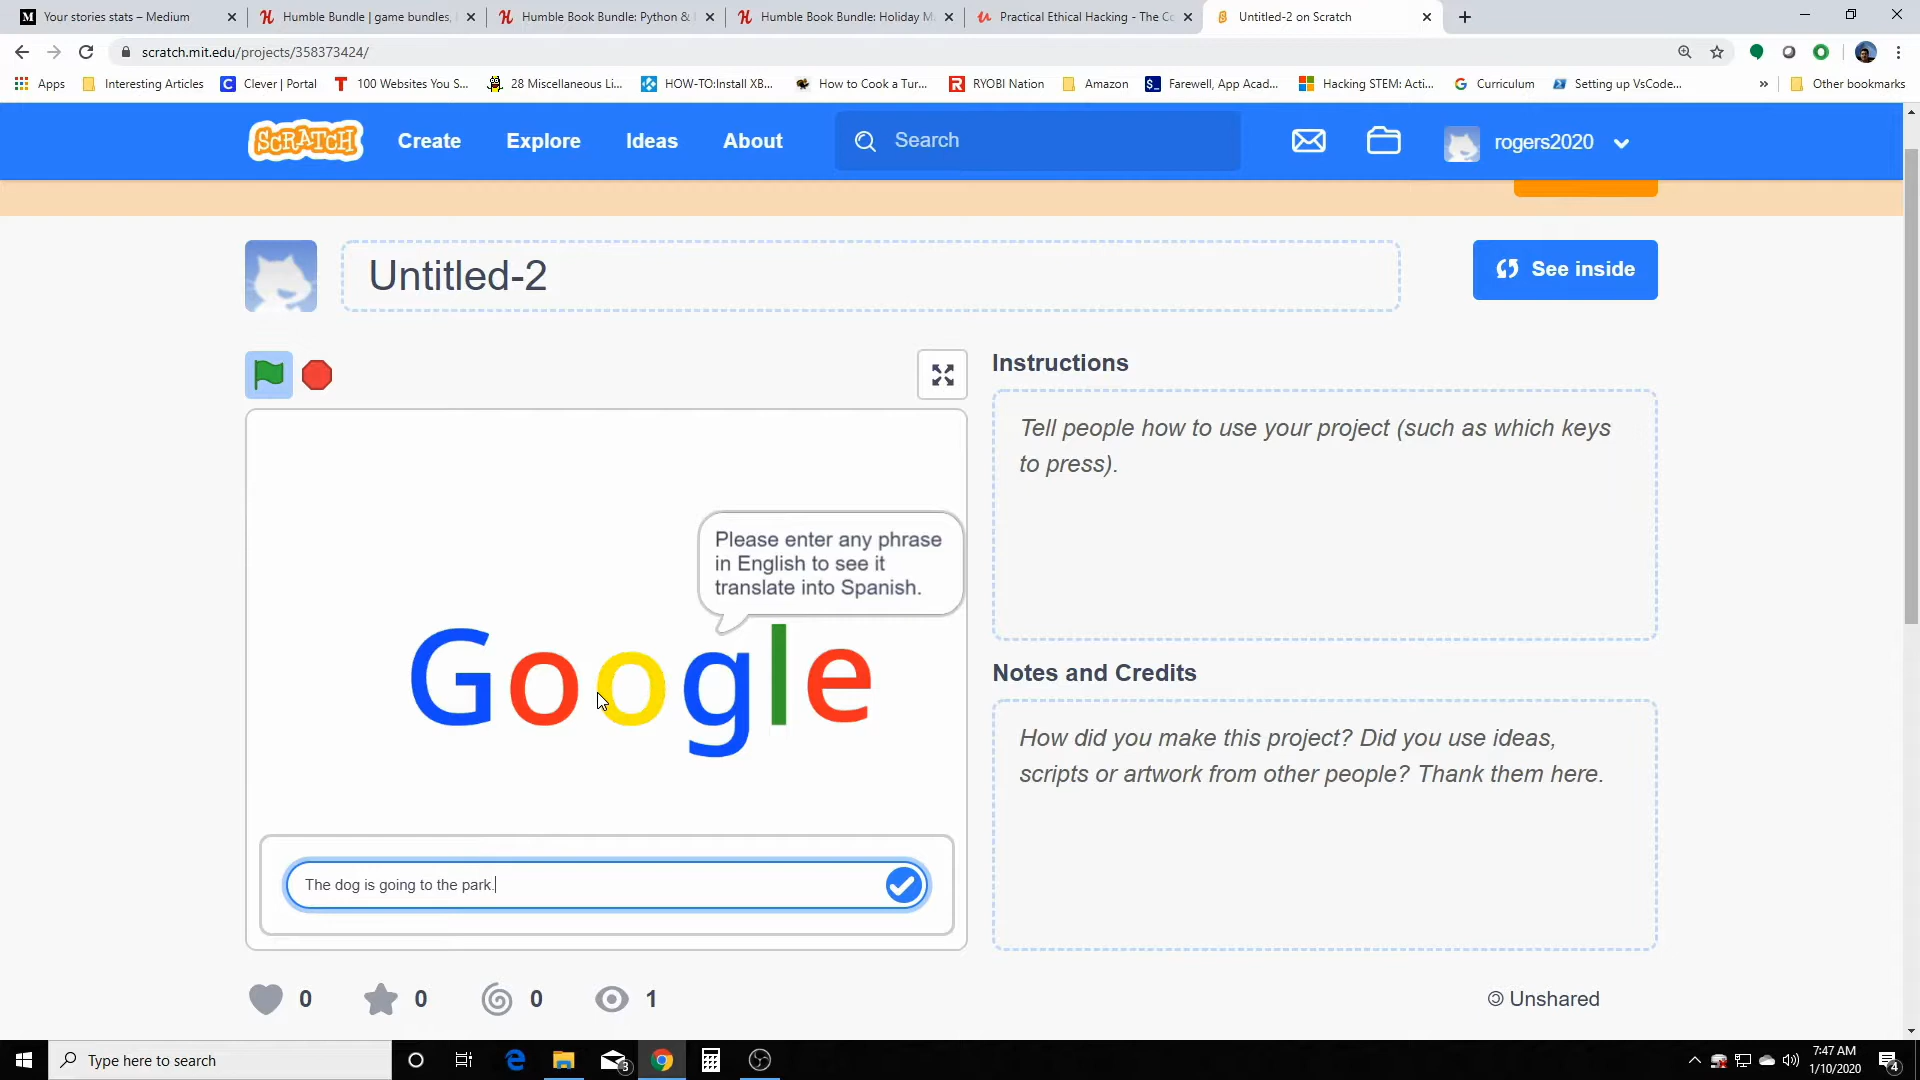 Your stories stats – Medium
Humble Bundle | game bundles,
Humble Book Bundle: Python &
Humble Book Bundle: Holiday M
Practical Ethical Hacking - The Co
Untitled-2 on Scratch
scratch.mit.edu/projects/358373424/
Apps
Interesting Articles
Clever | Portal
100 Websites You S...
28 Miscellaneous Li...
HOW-TO:Install XB...
How to Cook a Tur...
RYOBI Nation
Amazon
Farewell, App Acad...
Hacking STEM: Acti...
Curriculum
Setting up VsCode...
»
Other bookmarks
SCRATCH
Create
Explore
Ideas
About
Search
rogers2020
Untitled-2
See inside
Instructions
Tell people how to use your project (such as which keys
to press).
Please enter any phrase
in English to see it
translate into Spanish.
Google
The dog is going to the park.
Notes and Credits
How did you make this project? Did you use ideas,
scripts or artwork from other people? Thank them here.
0
0
0
1
Unshared
Type here to search
3
7:47 AM
1/10/2020
4